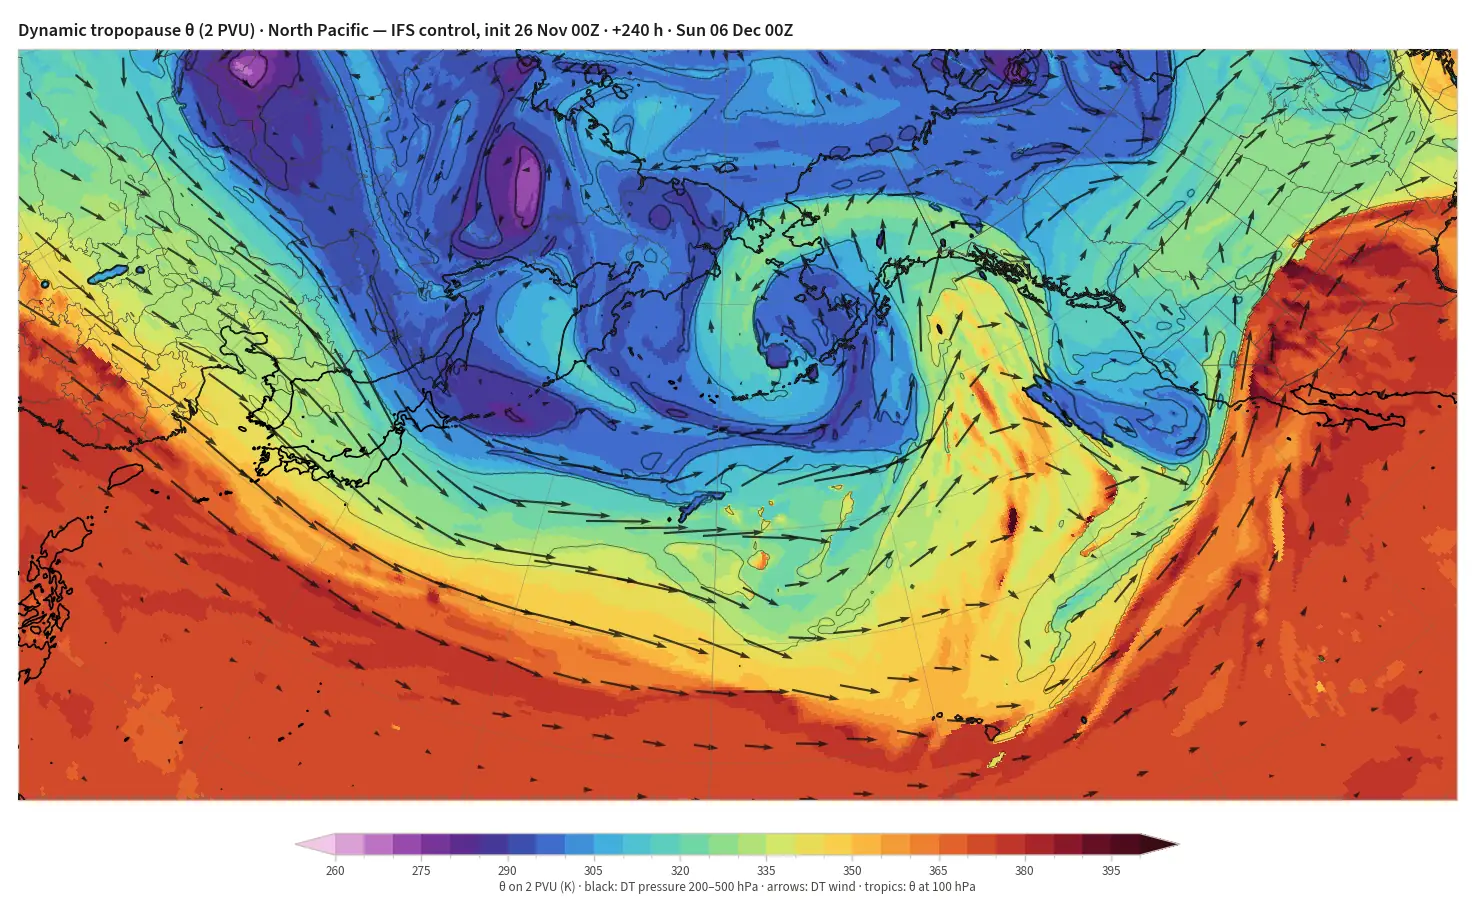 Dynamic tropopause θ (2 PVU) · North Pacific — IFS control, init 26 Nov 00Z · +240 h · Sun 06 Dec 00Z
260 275 290 305 320 335 350 365 380 395
θ on 2 PVU (K) · black: DT pressure 200–500 hPa · arrows: DT wind · tropics: θ at 100 hPa